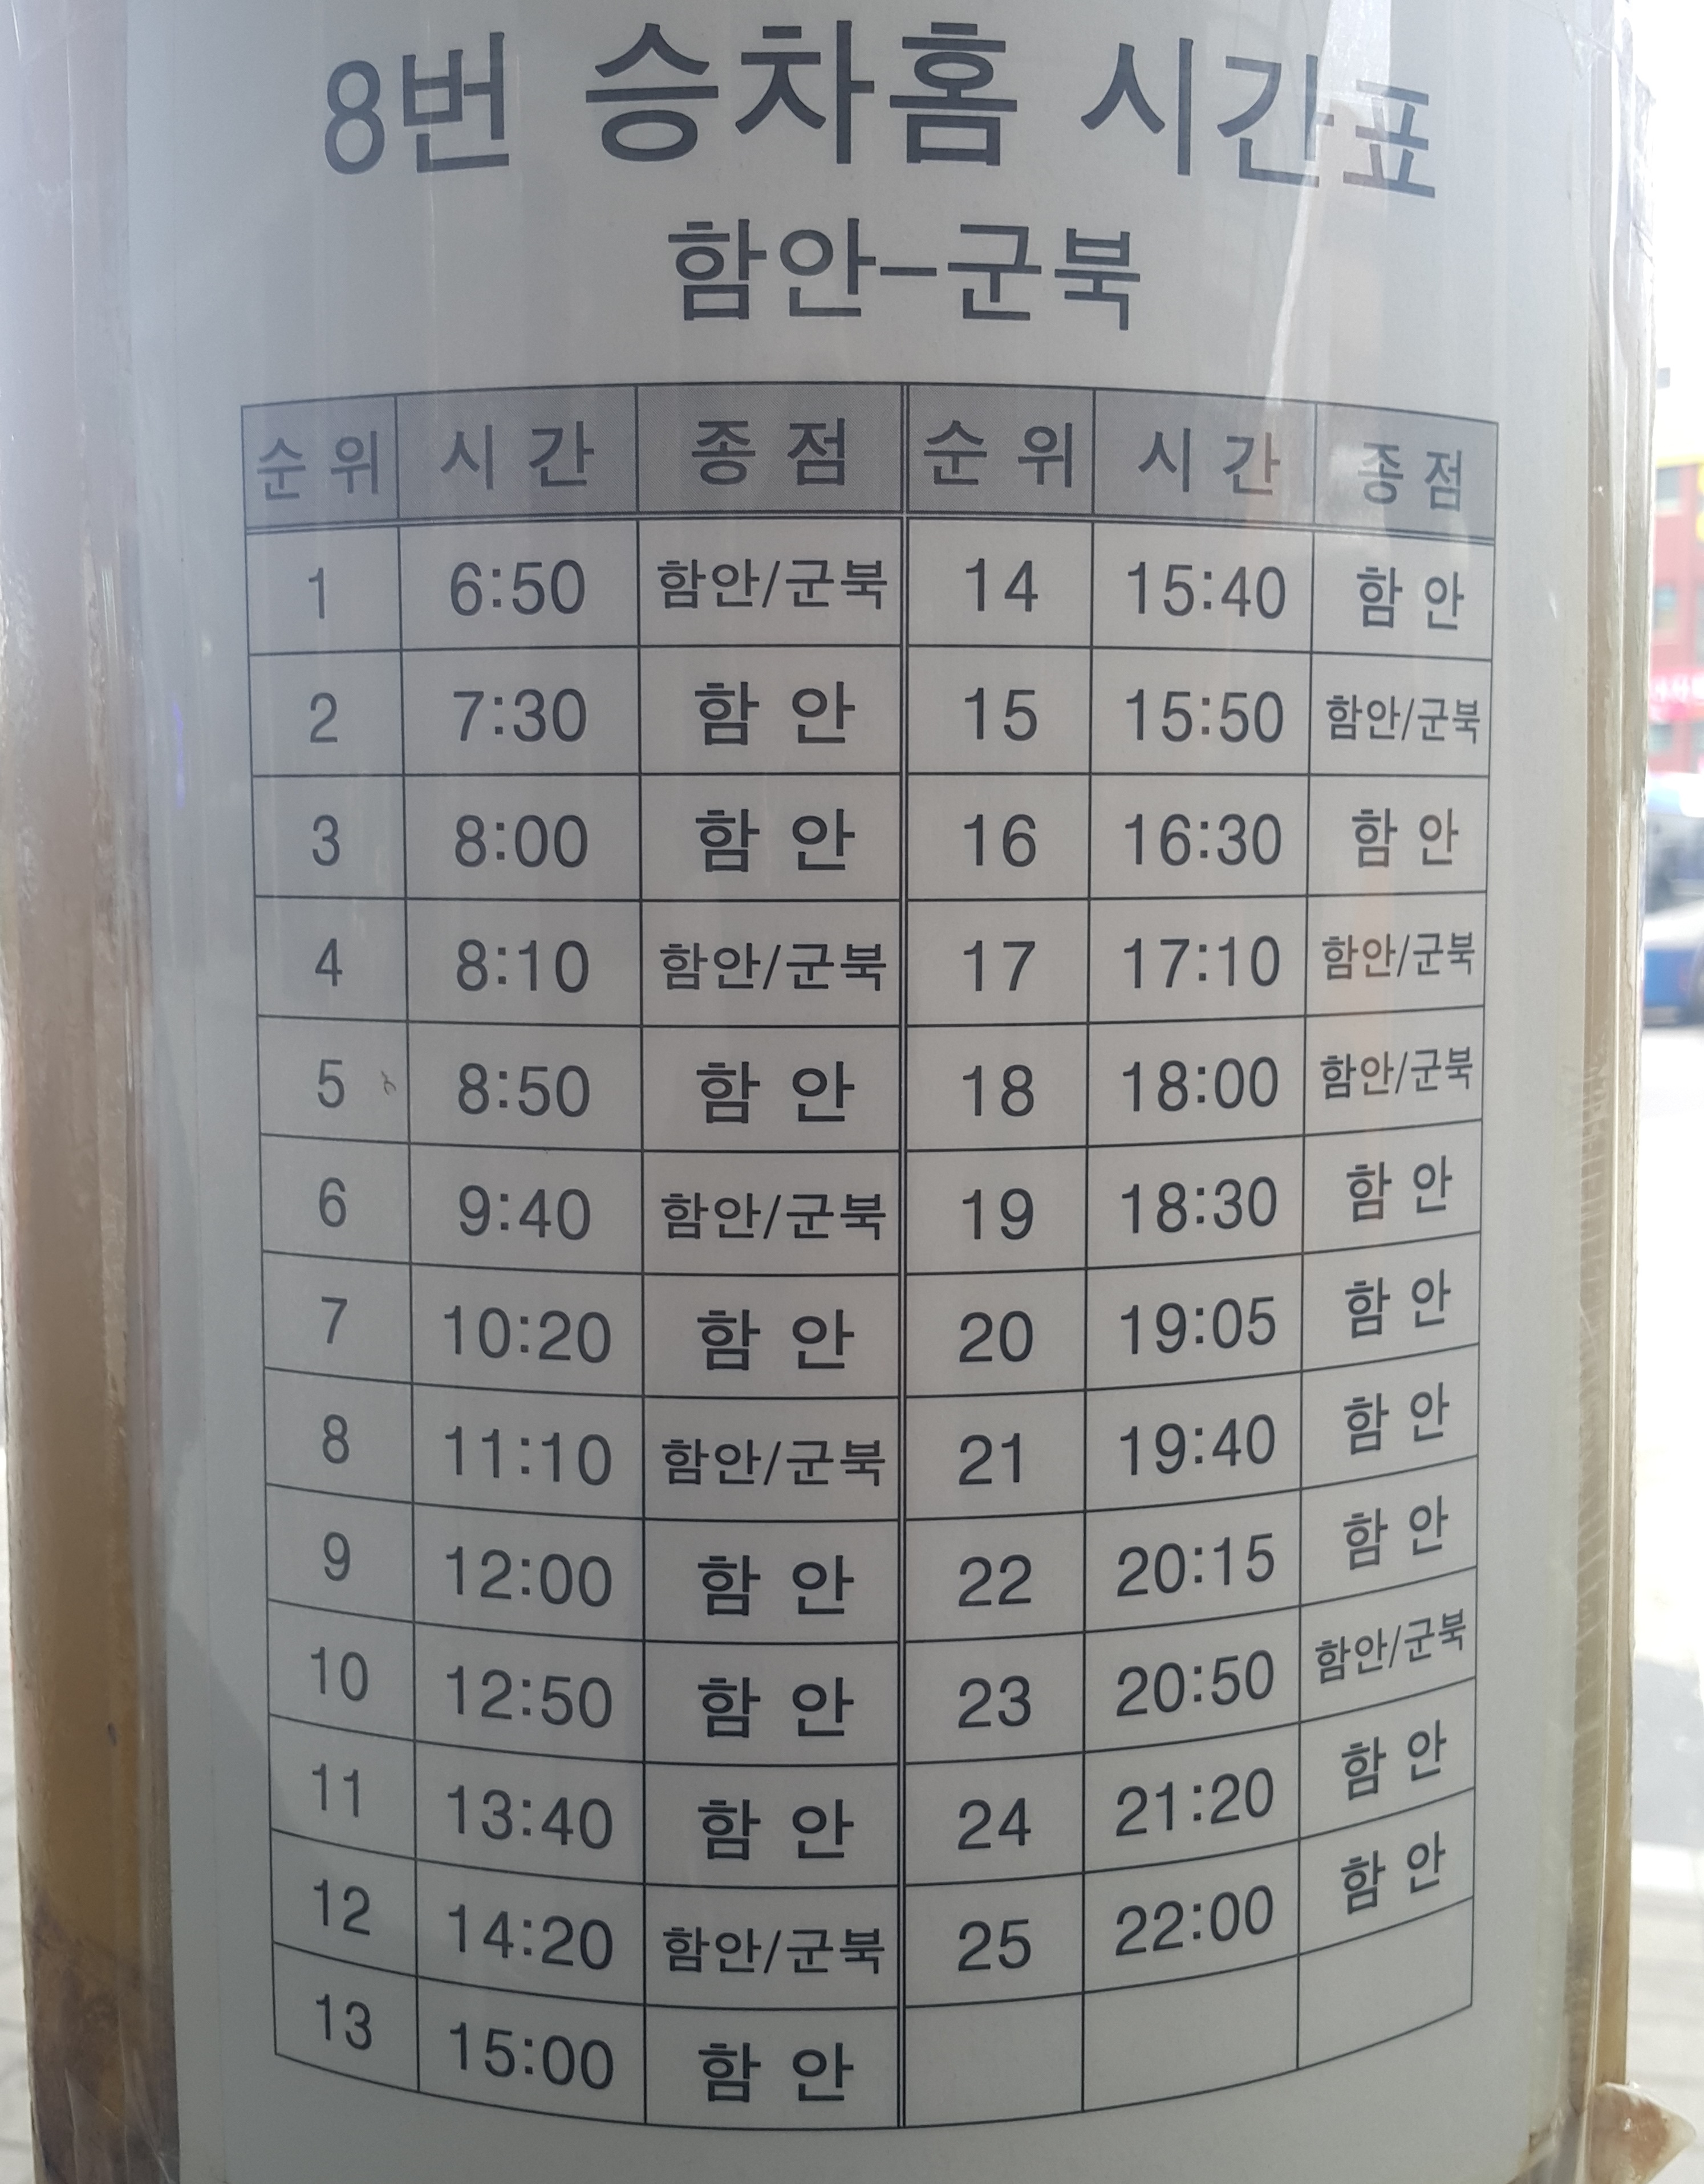 8번 승차홈 시간표
함안-군북
순 위 시 간 종 점 순 위 시 간 종 점
1 6:50 함안/군북 14 15:40 함 안
2 7:30 함 안 15 15:50 함안/군북
3 8:00 함 안 16 16:30 함 안
4 8:10 함안/군북 17 17:10 함안/군북
5 8:50 함 안 18 18:00 함안/군북
6 9:40 함안/군북 19 18:30 함 안
7 10:20 함 안 20 19:05 함 안
8 11:10 함안/군북 21 19:40 함 안
9 12:00 함 안 22 20:15 함 안
10 12:50 함 안 23 20:50 함안/군북
11 13:40 함 안 24 21:20 함 안
12 14:20 함안/군북 25 22:00 함 안
13 15:00 함 안